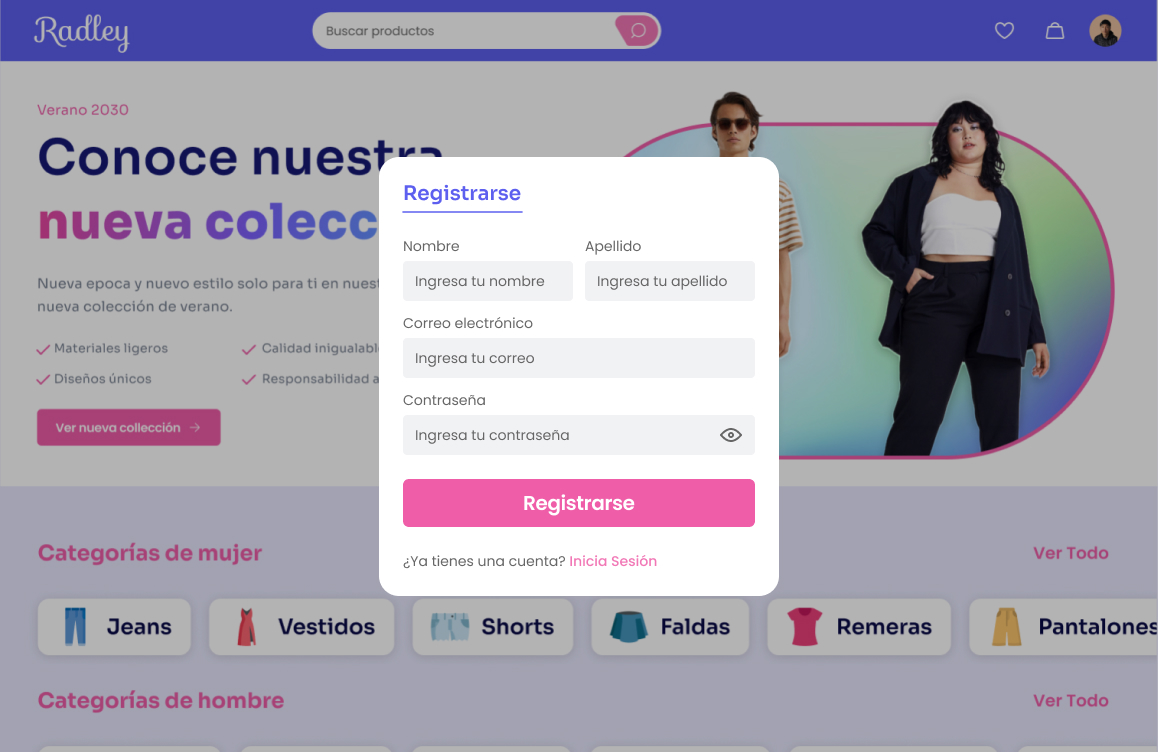 Radley
Buscar productos
Verano 2030
Conoce nuestra
nueva colecc
Nueva epoca y nuevo estilo solo para ti en nuest
nueva colección de verano.
Materiales ligeros
Calidad inigualabl
Diseños únicos
Responsabilidad a
Ver nueva collección
Registrarse
Nombre
Apellido
Ingresa tu nombre
Ingresa tu apellido
Correo electrónico
Ingresa tu correo
Contraseña
Ingresa tu contraseña
Registrarse
¿Ya tienes una cuenta? Inicia Sesión
Categorías de mujer
Ver Todo
Jeans
Vestidos
Shorts
Faldas
Remeras
Pantalones
Categorías de hombre
Ver Todo